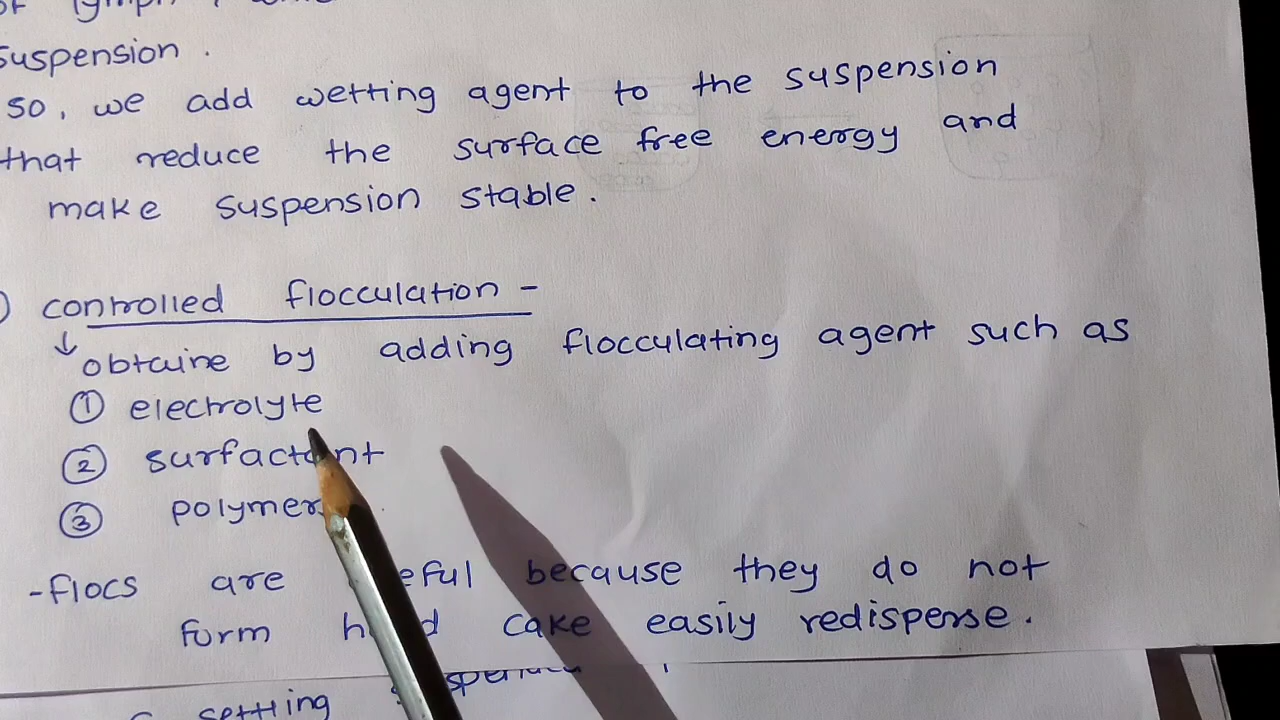 of lymph
suspension.
so, we add wetting agent to the suspension
that reduce the surface free energy and
make suspension stable.
) controlled flocculation -
↓ obtaine by adding flocculating agent such as
① electrolyte
② surfactant
③ polymer
- flocs are because they do not
form cake easily redisperse.
settling